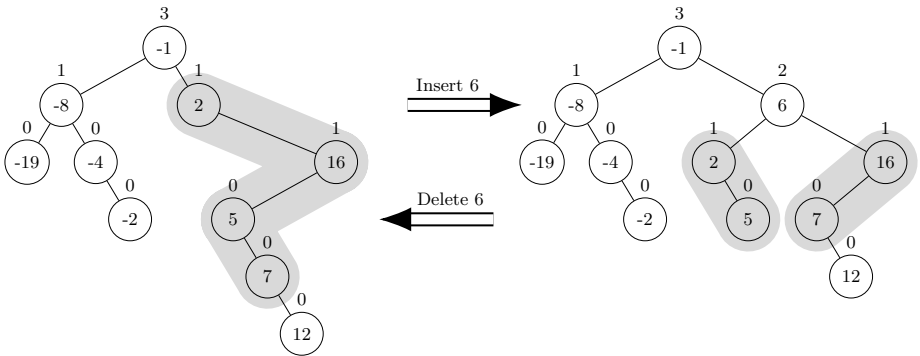 3 3
-1 -1
1 1 1 2
-8 2 Insert 6 -8 6
0 0 1 0 0 1 1
-19 -4 16 -19 -4 2 16
0 0 Delete 6 0 0 0
-2 5 -2 5 7
0 0
7 12
0
12